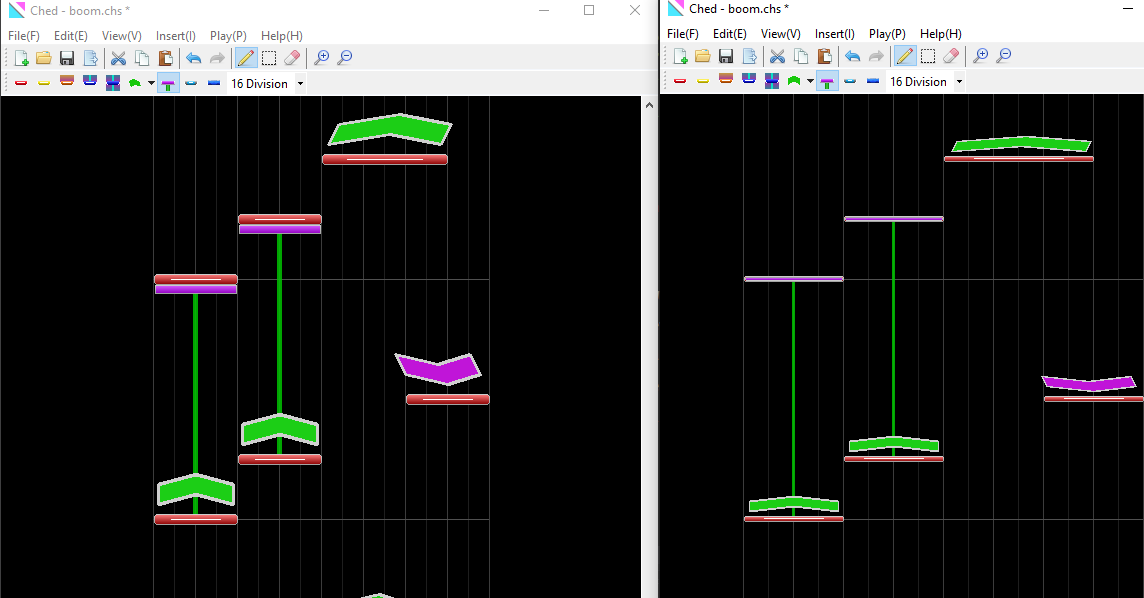 Ched - boom.chs *
File(F) Edit(E) View(V) Insert(I) Play(P) Help(H)
16 Division
Ched - boom.chs *
File(F) Edit(E) View(V) Insert(I) Play(P) Help(H)
16 Division